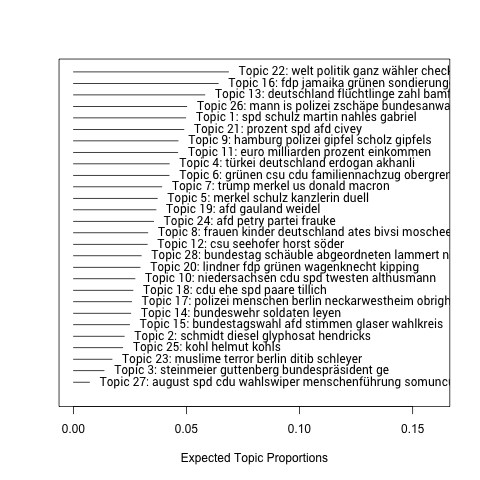 Topic 22: welt politik ganz wähler check
Topic 16: fdp jamaika grünen sondierung
Topic 13: deutschland flüchtlinge zahl bamf
Topic 26: mann is polizei zschäpe bundesanwa
Topic 1: spd schulz martin nahles gabriel
Topic 21: prozent spd afd civey
Topic 9: hamburg polizei gipfel scholz gipfels
Topic 11: euro milliarden prozent einkommen
Topic 4: türkei deutschland erdogan akhanli
Topic 6: grünen csu cdu familiennachzug obergren
Topic 7: trump merkel us donald macron
Topic 5: merkel schulz kanzlerin duell
Topic 19: afd gauland weidel
Topic 24: afd petry partei frauke
Topic 8: frauen kinder deutschland ates bivsi moschee
Topic 12: csu seehofer horst söder
Topic 28: bundestag schäuble abgeordneten lammert n
Topic 20: lindner fdp grünen wagenknecht kipping
Topic 10: niedersachsen cdu spd twesten althusmann
Topic 18: cdu ehe spd paare tillich
Topic 17: polizei menschen berlin neckarwestheim obrigh
Topic 14: bundeswehr soldaten leyen
Topic 15: bundestagswahl afd stimmen glaser wahlkreis
Topic 2: schmidt diesel glyphosat hendricks
Topic 25: kohl helmut kohls
Topic 23: muslime terror berlin ditib schleyer
Topic 3: steinmeier guttenberg bundespräsident ge
Topic 27: august spd cdu wahlswiper menschenführung somunc
0.00 0.05 0.10 0.15
Expected Topic Proportions